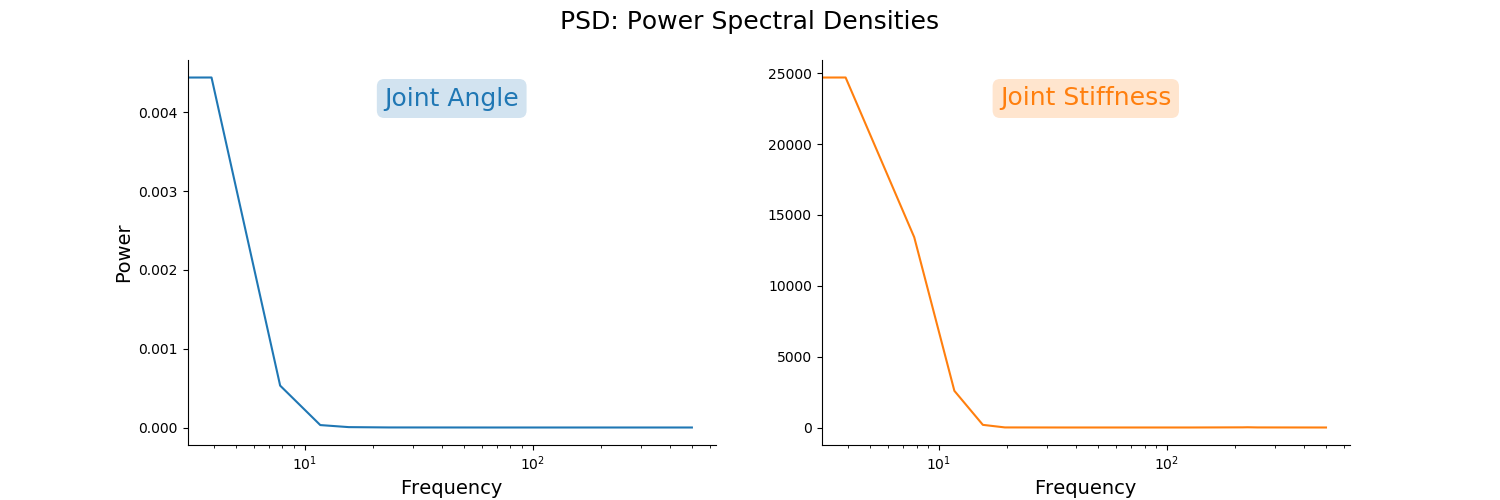 PSD: Power Spectral Densities
Joint Angle
Power
0.004
0.003
0.002
0.001
0.000
10¹
10²
Frequency
Joint Stiffness
25000
20000
15000
10000
5000
0
10¹
10²
Frequency